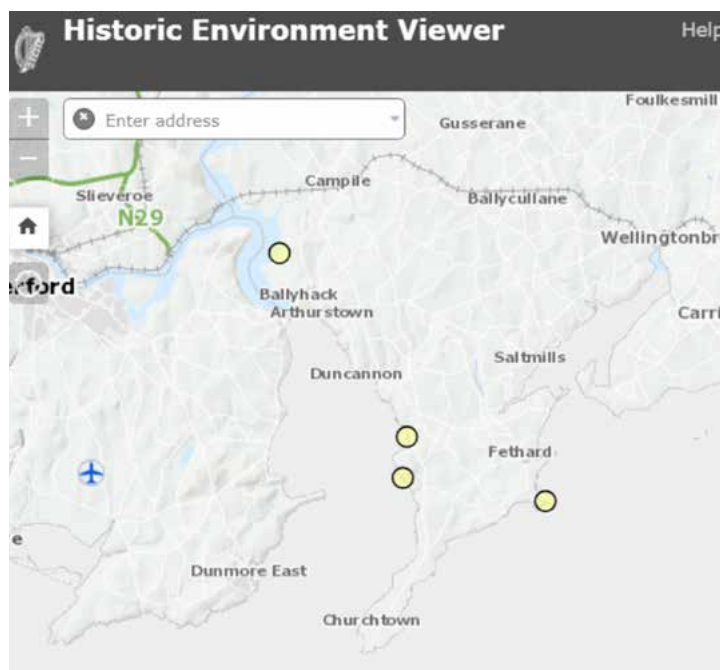 Historic Environment Viewer
Help
+
Enter address
−
Foulkesmill
Gusserane
Campile
Slieveroe
Ballycullane
N29
Wellingtonbr
erford
Ballyhack
Arthurstown
Carri
Saltmills
Duncannon
Fethard
e
Dunmore East
Churchtown